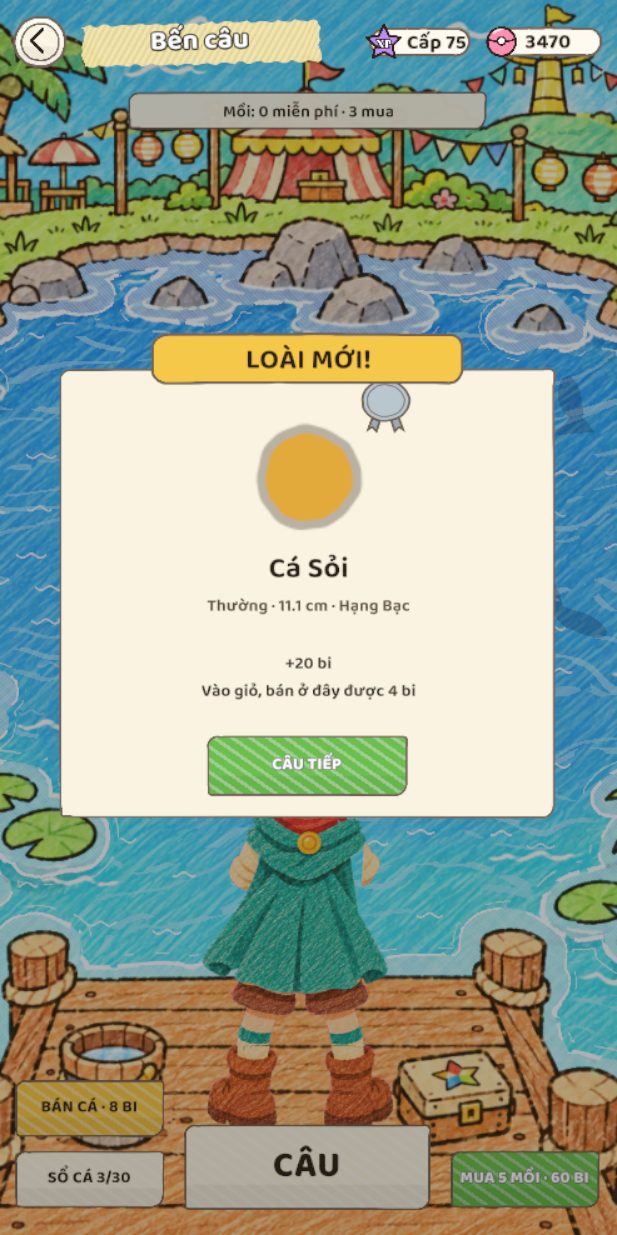 Bến câu
XP
Cấp 75
3470
Mồi: 0 miễn phí · 3 mua
LOÀI MỚI!
Cá Sỏi
Thường · 11.1 cm · Hạng Bạc
+20 bi
Vào giỏ, bán ở đây được 4 bi
CÂU TIẾP
BÁN CÁ · 8 BI
SỔ CÁ 3/30
CÂU
MUA 5 MỒI · 60 BI